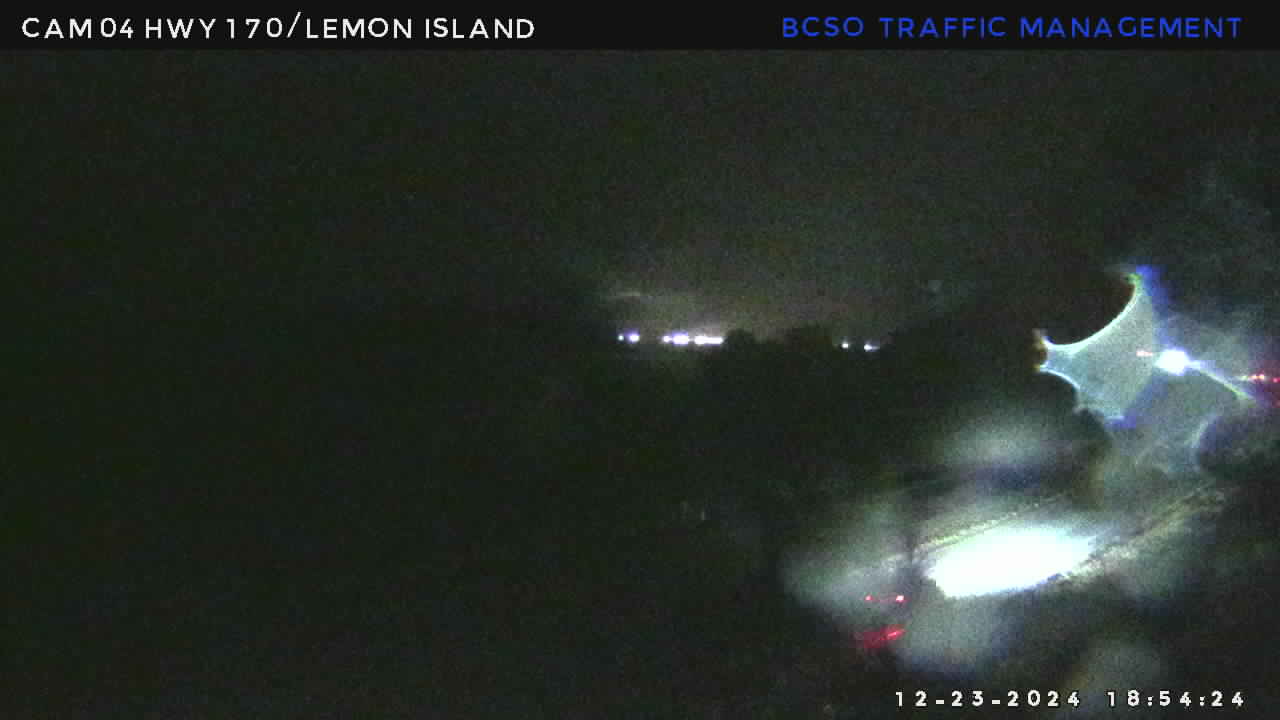 CAM04 HWY 170/LEMON ISLAND
BCSO TRAFFIC MANAGEMENT
12-23-2024 18:54:24